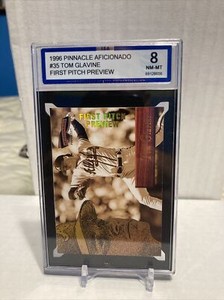 1996 PINNACLE AFICIONADO
#35 TOM GLAVINE
FIRST PITCH PREVIEW
8
NM-MT
FIRST PITCH
PREVIEW